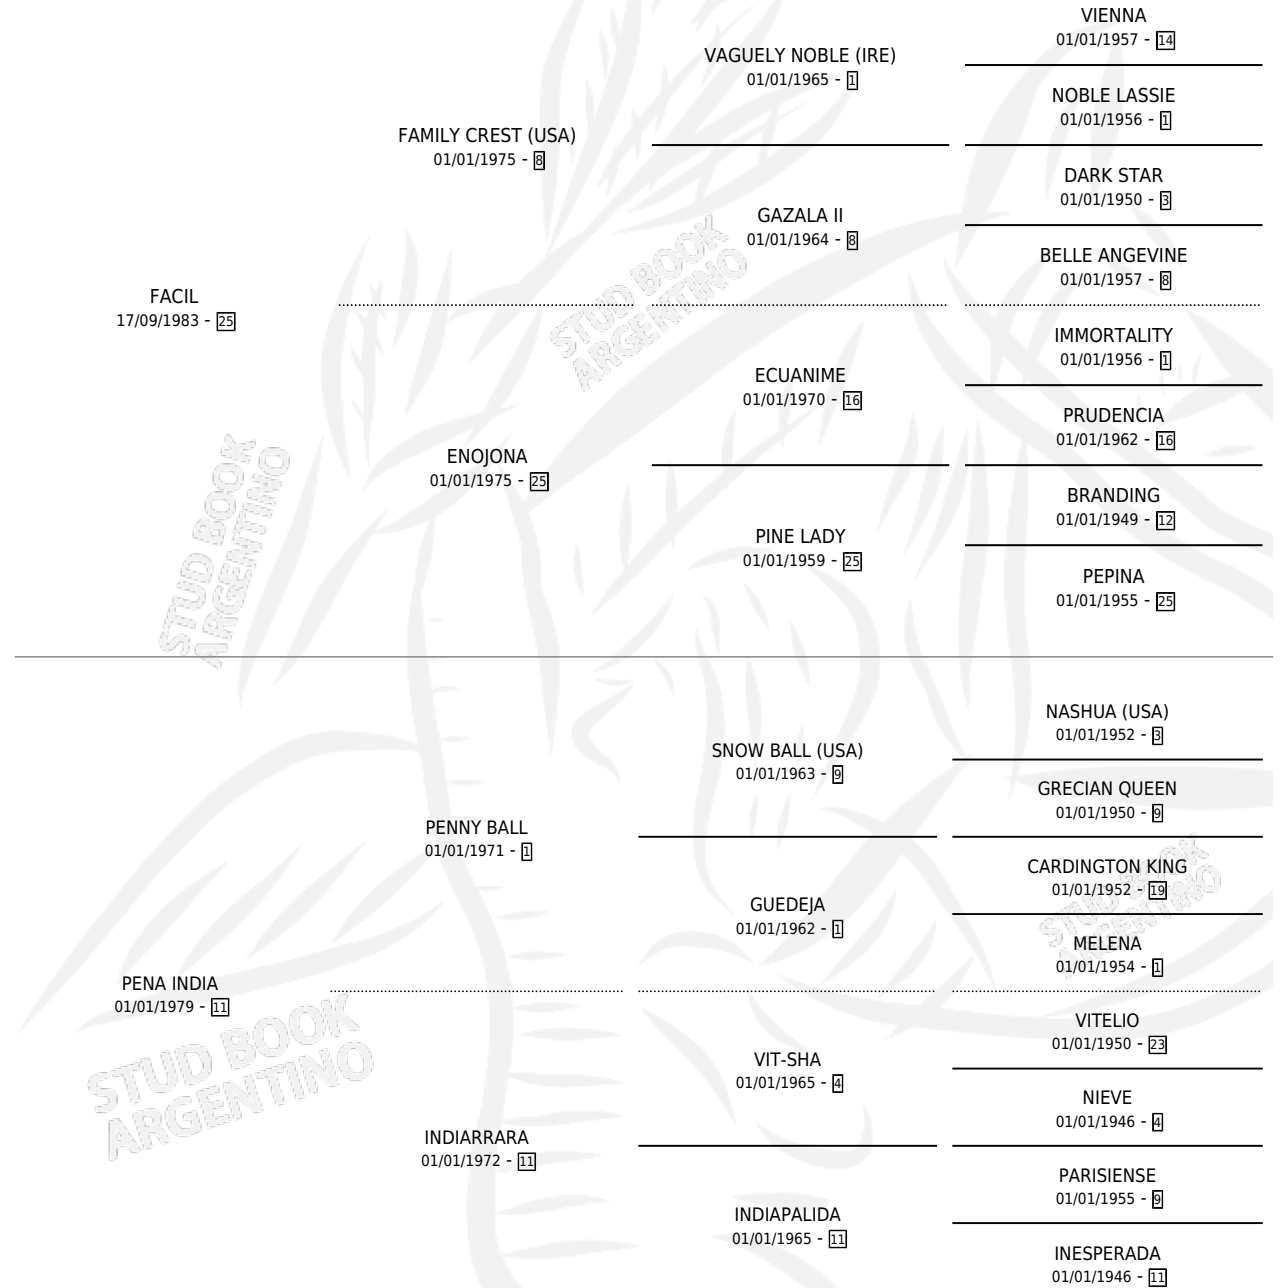 VIENNA
01/01/1957 - 14
VAGUELY NOBLE (IRE)
01/01/1965 - 1
NOBLE LASSIE
01/01/1956 - 1
FAMILY CREST (USA)
01/01/1975 - 8
DARK STAR
01/01/1950 - 3
GAZALA II
01/01/1964 - 8
BELLE ANGEVINE
01/01/1957 - 8
FACIL
17/09/1983 - 25
IMMORTALITY
01/01/1956 - 1
ECUANIME
01/01/1970 - 16
PRUDENCIA
01/01/1962 - 16
ENOJONA
01/01/1975 - 25
BRANDING
01/01/1949 - 12
PINE LADY
01/01/1959 - 25
PEPINA
01/01/1955 - 25
NASHUA (USA)
01/01/1952 - 3
SNOW BALL (USA)
01/01/1963 - 9
GRECIAN QUEEN
01/01/1950 - 9
PENNY BALL
01/01/1971 - 1
CARDINGTON KING
01/01/1952 - 19
GUEDEJA
01/01/1962 - 1
MELENA
01/01/1954 - 1
PENA INDIA
01/01/1979 - 11
VITELIO
01/01/1950 - 23
VIT-SHA
01/01/1965 - 4
NIEVE
01/01/1946 - 4
INDIARRARA
01/01/1972 - 11
PARISIENSE
01/01/1955 - 9
INDIAPALIDA
01/01/1965 - 11
INESPERADA
01/01/1946 - 11
STUD BOOK
ARGENTINO
STUD BOOK
ARGENTINO
STUD BOOK
ARGENTINO
STUD BOOK
ARGENTINO